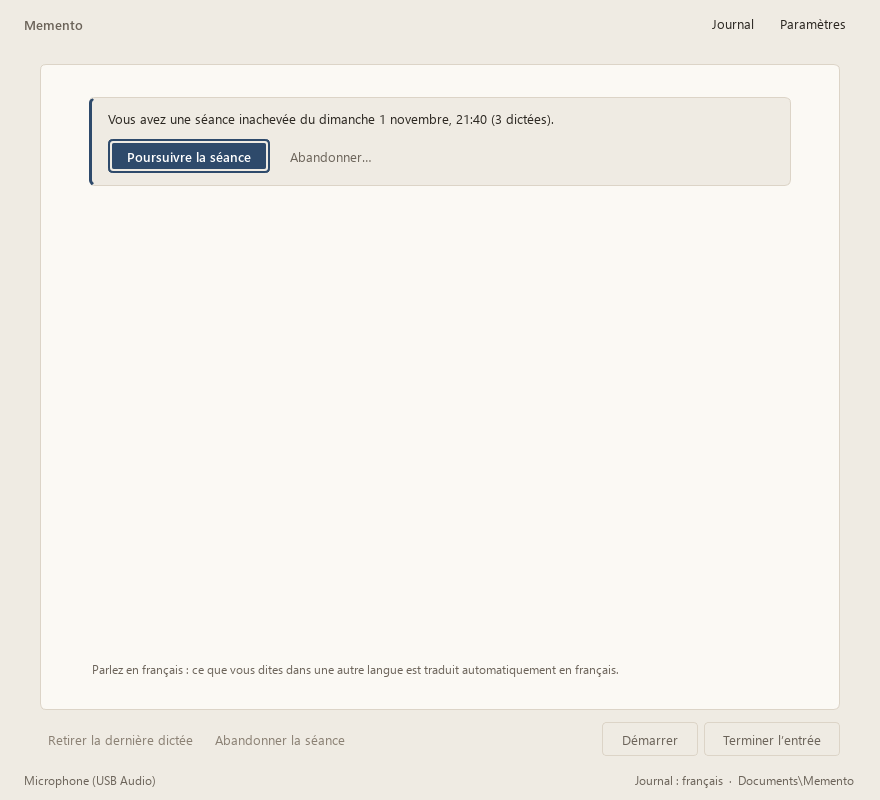 Memento
Journal
Paramètres
Vous avez une séance inachevée du dimanche 1 novembre, 21:40 (3 dictées).
Poursuivre la séance
Abandonner...
Parlez en français : ce que vous dites dans une autre langue est traduit automatiquement en français.
Retirer la dernière dictée
Abandonner la séance
Démarrer
Terminer l'entrée
Microphone (USB Audio)
Journal : français · Documents\Memento